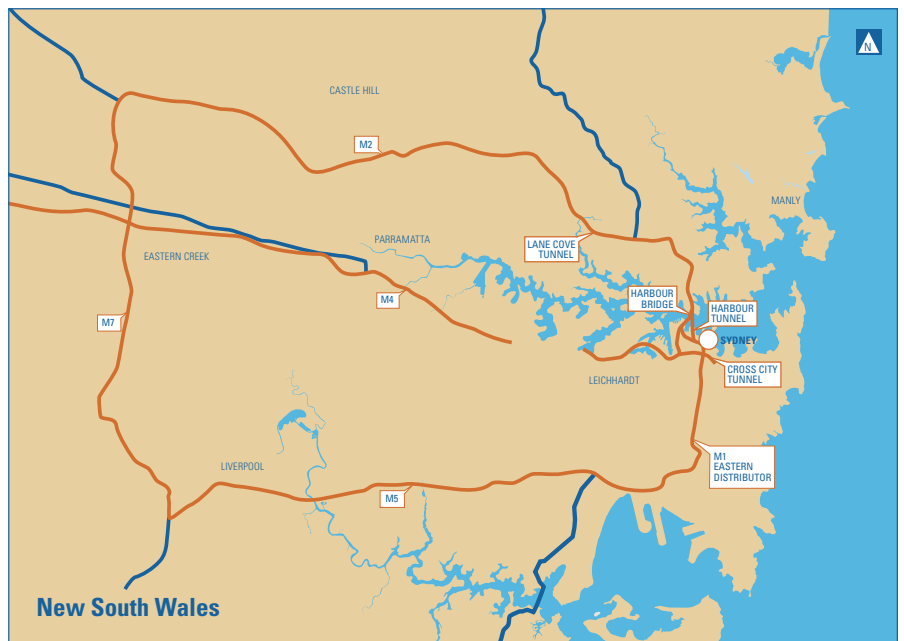 N
CASTLE HILL
M2
MANLY
PARRAMATTA
LANE COVE
TUNNEL
EASTERN CREEK
M4
HARBOUR
BRIDGE
HARBOUR
TUNNEL
M7
SYDNEY
CROSS CITY
TUNNEL
LEICHHARDT
M1
EASTERN
DISTRIBUTOR
LIVERPOOL
M5
New South Wales